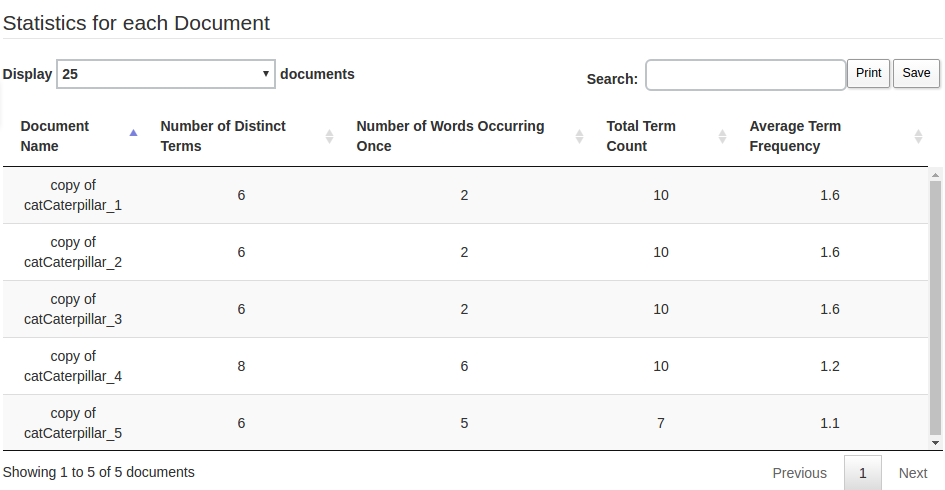 Statistics for each Document
Display 25 documents Search: Print Save
Document Name Number of Distinct Terms Number of Words Occurring Once Total Term Count Average Term Frequency
copy of catCaterpillar_1 6 2 10 1.6
copy of catCaterpillar_2 6 2 10 1.6
copy of catCaterpillar_3 6 2 10 1.6
copy of catCaterpillar_4 8 6 10 1.2
copy of catCaterpillar_5 6 5 7 1.1
Showing 1 to 5 of 5 documents Previous 1 Next